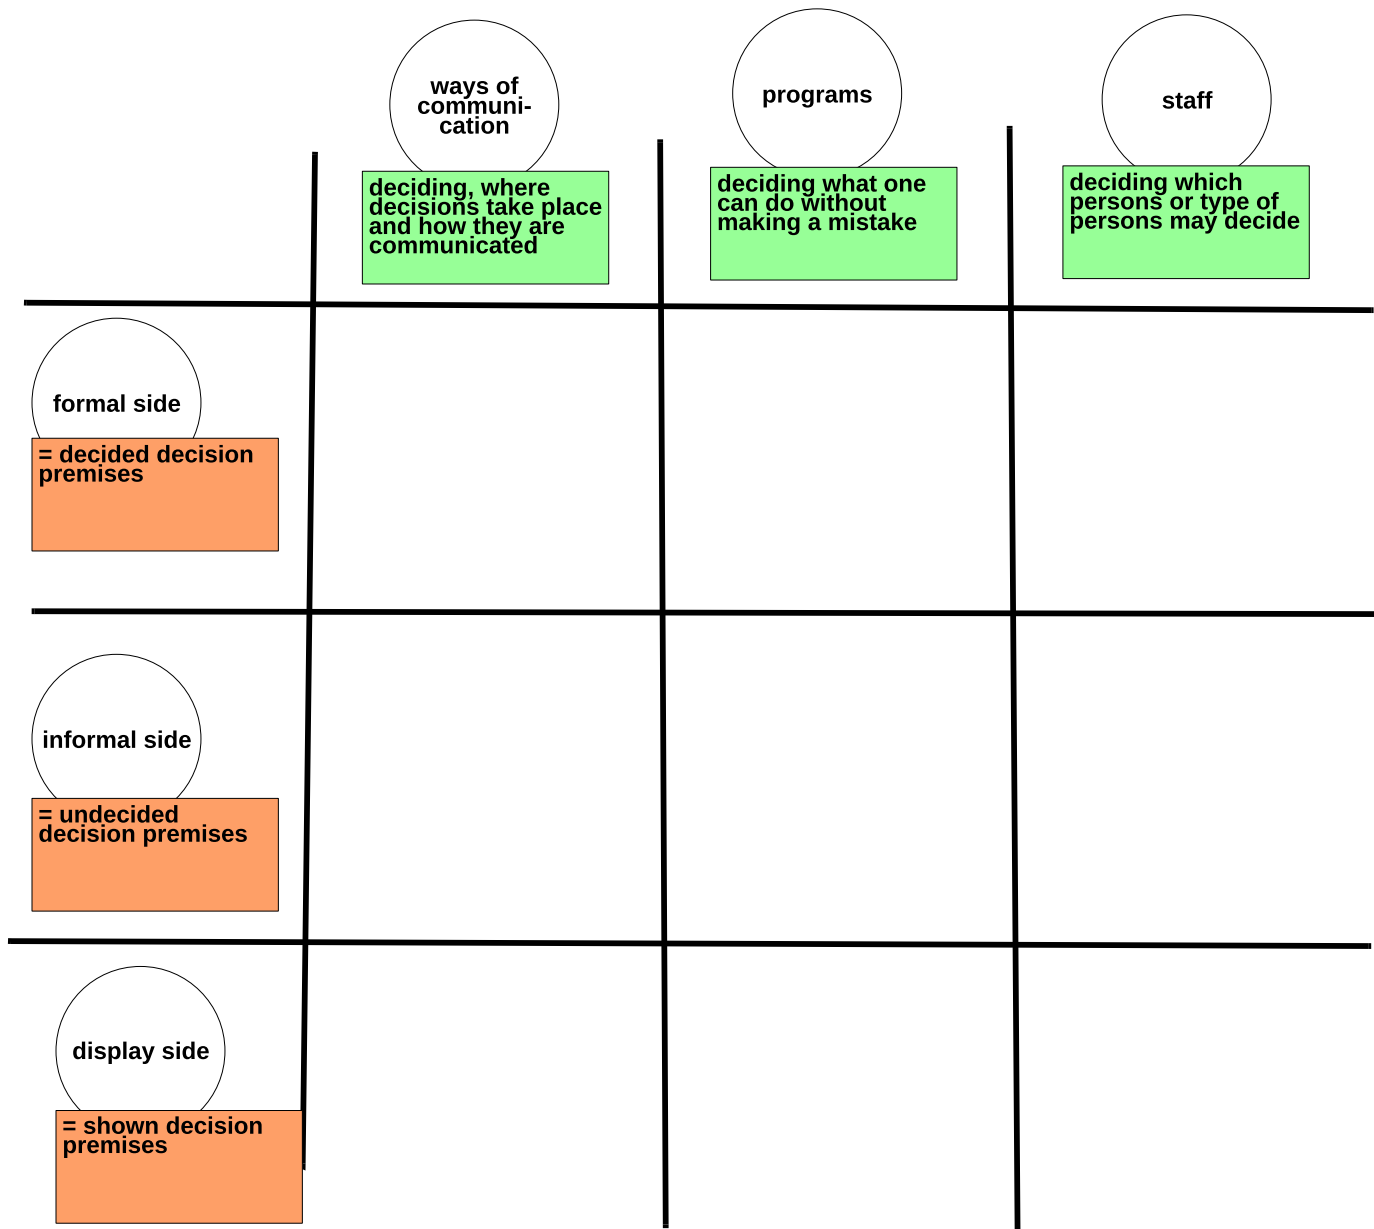 ways of
communi-
cation
deciding, where
decisions take place
and how they are
communicated
programs
deciding what one
can do without
making a mistake
staff
deciding which
persons or type of
persons may decide
formal side
= decided decision
premises
informal side
= undecided
decision premises
display side
= shown decision
premises